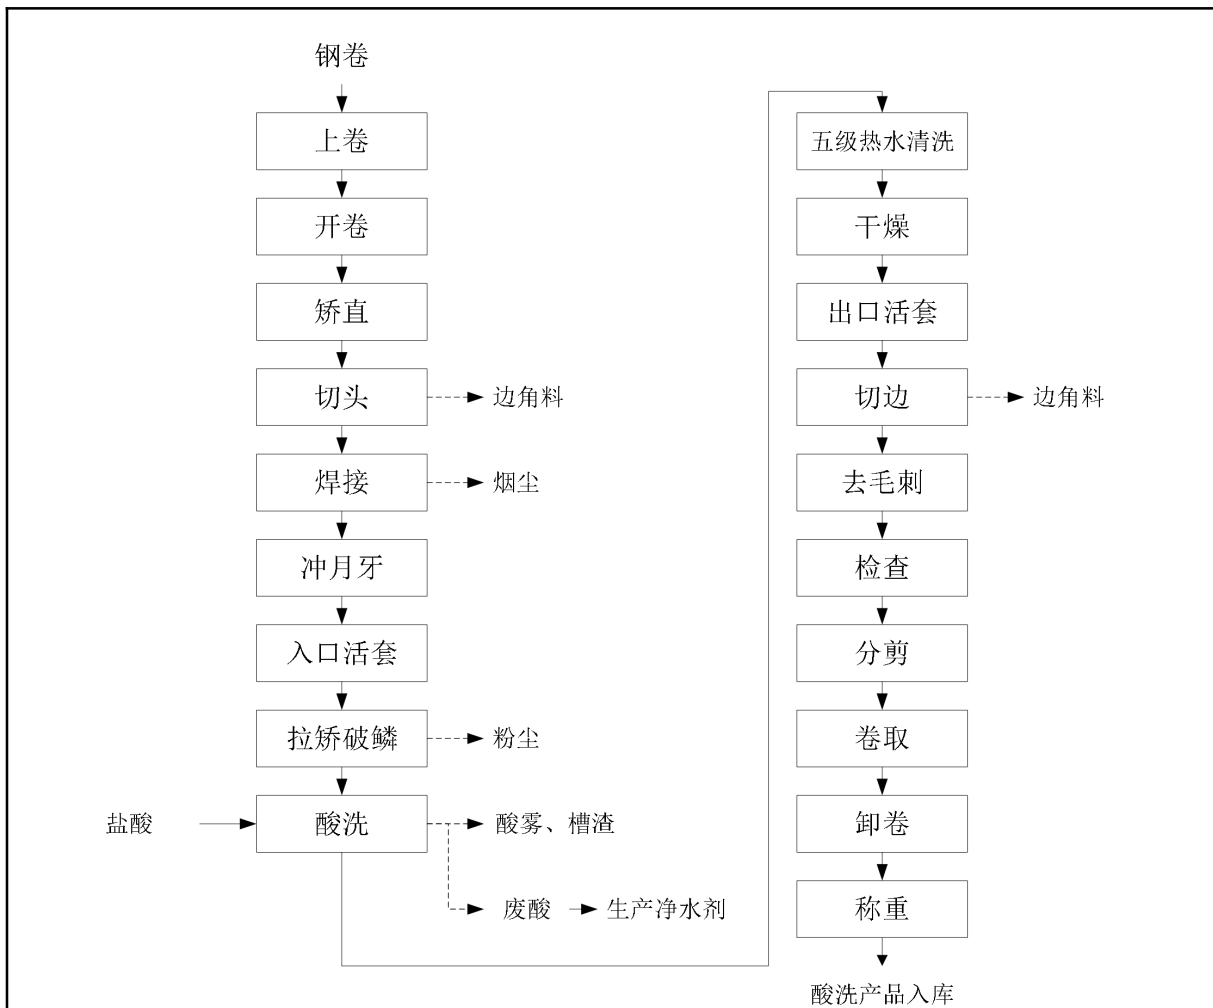 钢卷
上卷
开卷
矫直
切头
边角料
焊接
烟尘
冲月牙
入口活套
拉矫破鳞
粉尘
盐酸
酸洗
酸雾、槽渣
废酸
生产净水剂
五级热水清洗
干燥
出口活套
切边
边角料
去毛刺
检查
分剪
卷取
卸卷
称重
酸洗产品入库